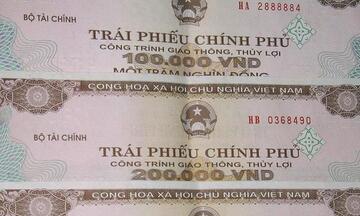 HA 2888884
BỘ TÀI CHÍNH
TRÁI PHIẾU CHÍNH PHỦ
CÔNG TRÌNH GIAO THÔNG, THỦY LỢI
100.000 VND
MỘT TRĂM NGHÌN ĐỒNG
CỘNG HÒA XÃ HỘI CHỦ NGHĨA VIỆT NAM
HB 0368490
BỘ TÀI CHÍNH
TRÁI PHIẾU CHÍNH PHỦ
CÔNG TRÌNH GIAO THÔNG, THỦY LỢI
200.000 VND
CỘNG HÒA XÃ HỘI CHỦ NGHĨA VIỆT NAM